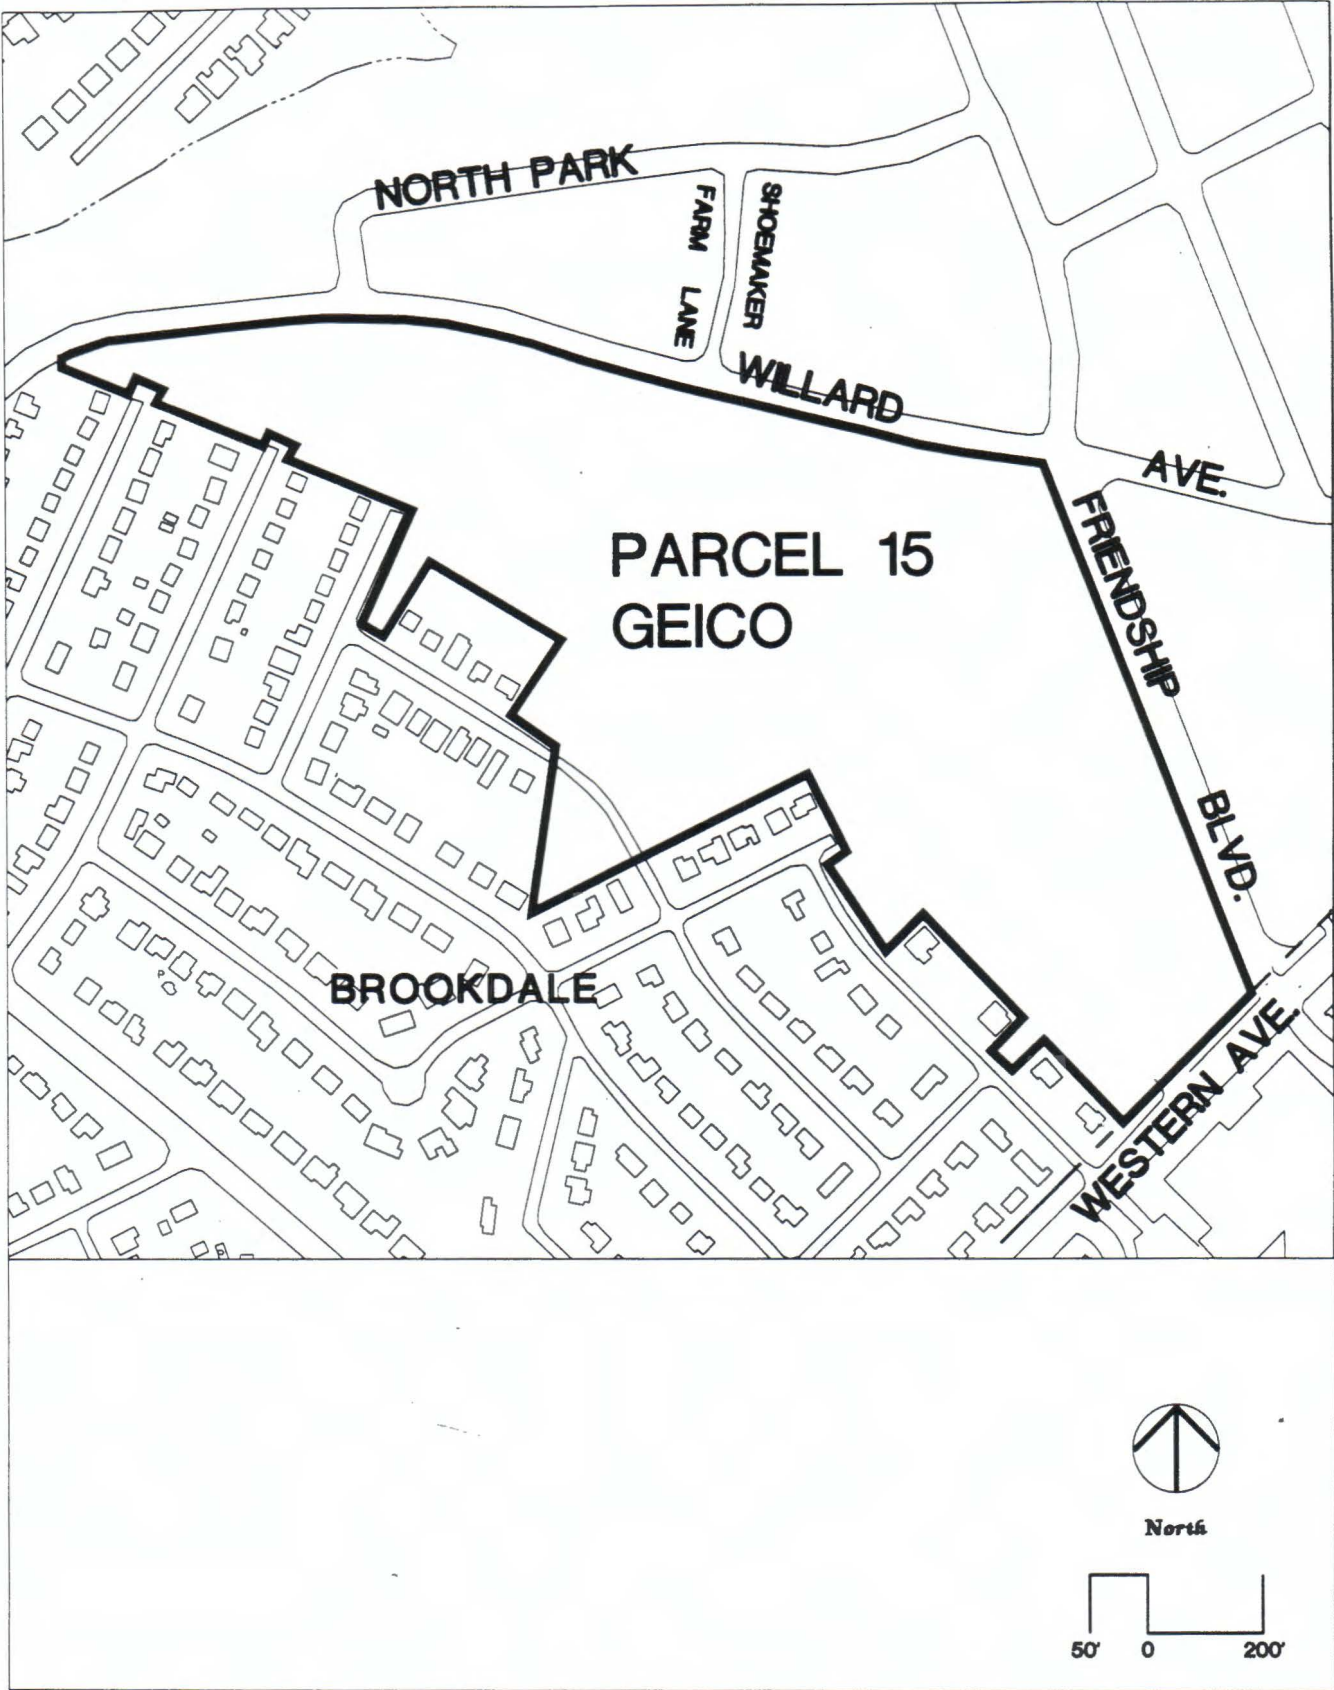 NORTH PARK
FARM LANE
SHOEMAKER
WILLARD AVE.
PARCEL 15
GEICO
FRIENDSHIP BLVD.
BROOKDALE
WESTERN AVE.
North
50' 0 200'